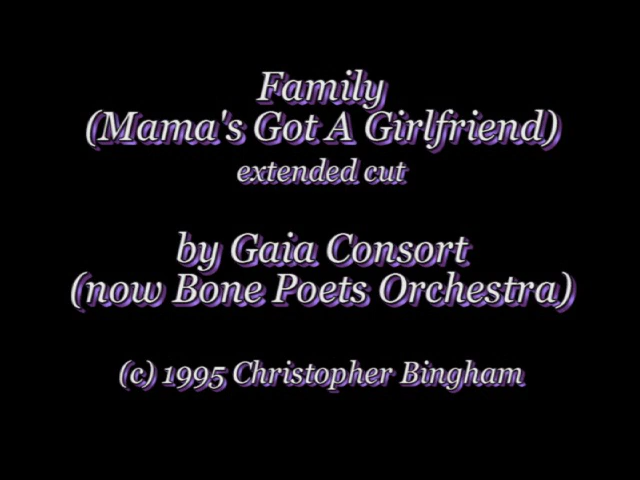 Family
(Mama's Got A Girlfriend)
extended cut
by Gaia Consort
(now Bone Poets Orchestra)
(c) 1995 Christopher Bingham